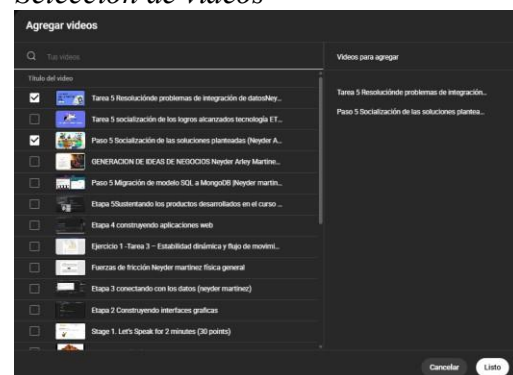 Selección de videos
Agregar videos
Tus videos
Videos para agregar
Título del video
Tarea 5 Resoluciónde problemas de integración de datosNey...
Tarea 5 socialización de los logros alcanzados tecnología ET...
Paso 5 Socialización de las soluciones planteadas (Neyder A...
GENERACION DE IDEAS DE NEGOCIOS Neyder Arley Martine...
Paso 5 Migración de modelo SQL a MongoDB |Neyder martin...
Etapa 5Sustentando los productos desarrollados en el curso ...
Etapa 4 construyendo aplicaciones web
Ejercicio 1 -Tarea 3 – Estabilidad dinámica y flujo de movimi...
Fuerzas de fricción Neyder martinez física general
Etapa 3 conectando con los datos (neyder martínez)
Etapa 2 Construyendo interfaces graficas
Stage 1. Let's Speak for 2 minutes (30 points)
Tarea 5 Resoluciónde problemas de integración...
Paso 5 Socialización de las soluciones plantea...
Cancelar
Listo